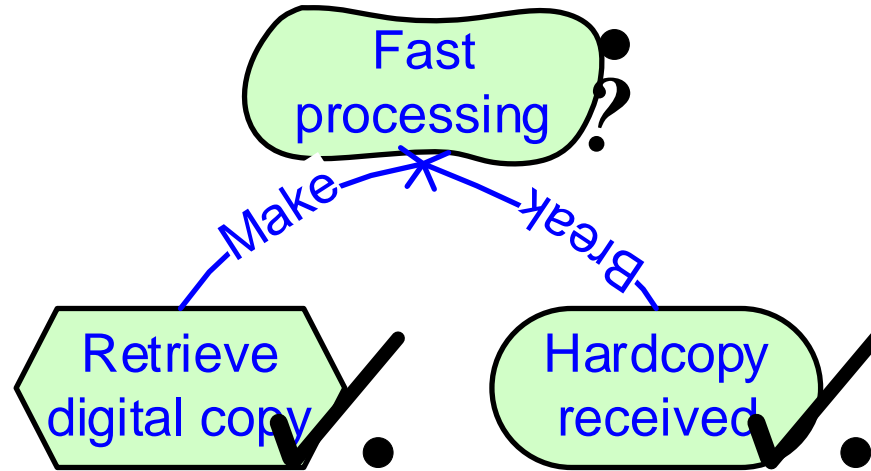 Fast
processing
?
Make
Break
Retrieve
digital copy
Hardcopy
received